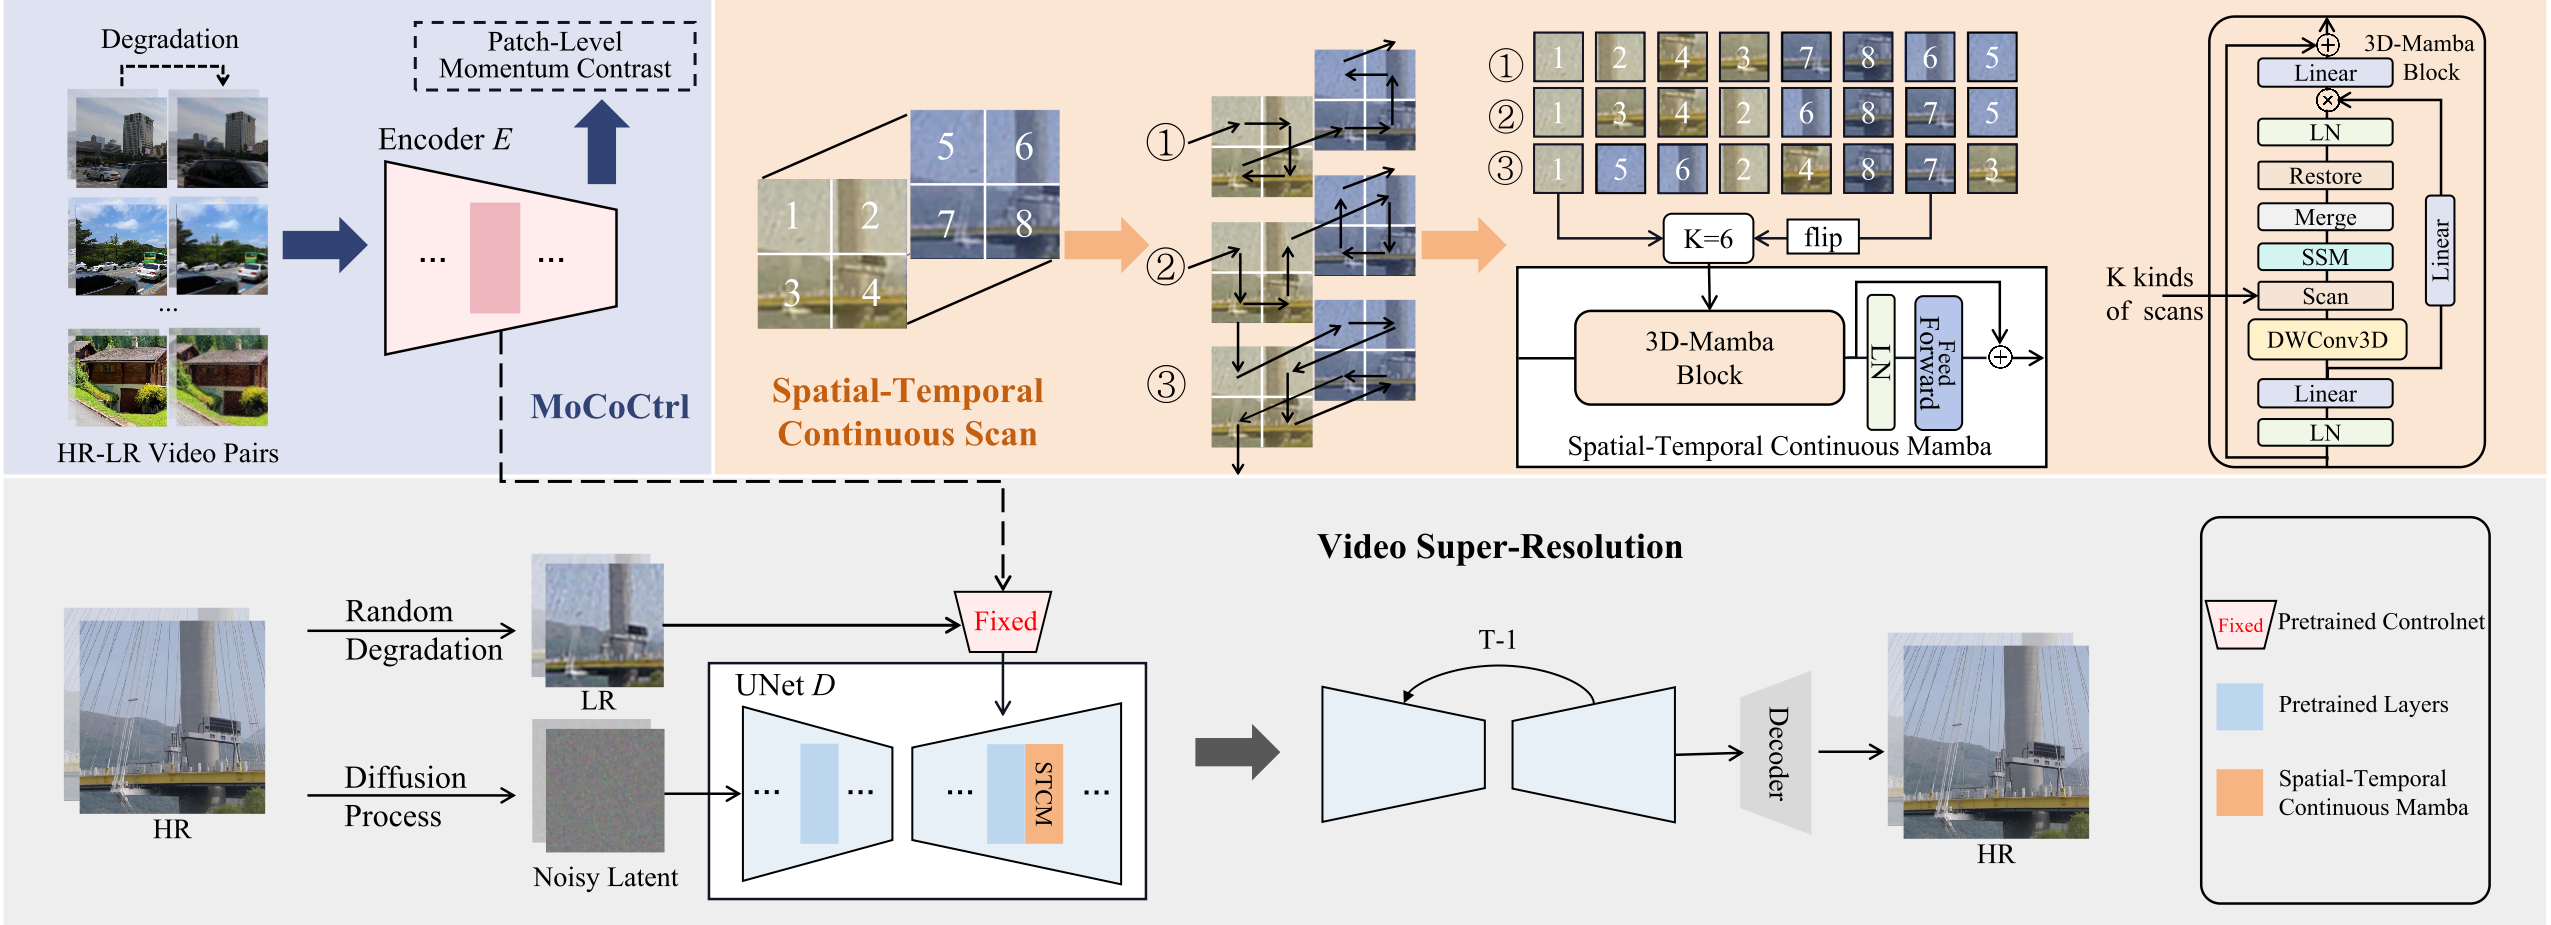 Degradation
Patch-Level
Momentum Contrast
Encoder E
...
...
...
HR-LR Video Pairs
MoCoCtrl
1 2
3 4
5 6
7 8
Spatial-Temporal
Continuous Scan
①
②
③
① 1 2 4 3 7 8 6 5
② 1 3 4 2 6 8 7 5
③ 1 5 6 2 4 8 7 3
K=6
flip
3D-Mamba
Block
LN
Feed
Forward
Spatial-Temporal Continuous Mamba
3D-Mamba
Block
Linear
LN
Restore
Merge
SSM
Scan
DWConv3D
Linear
LN
Linear
K kinds
of scans
Video Super-Resolution
HR
Random
Degradation
Diffusion
Process
LR
Noisy Latent
Fixed
UNet D
...
...
...
STCM
...
T-1
Decoder
HR
Fixed
Pretrained Controlnet
Pretrained Layers
Spatial-Temporal
Continuous Mamba